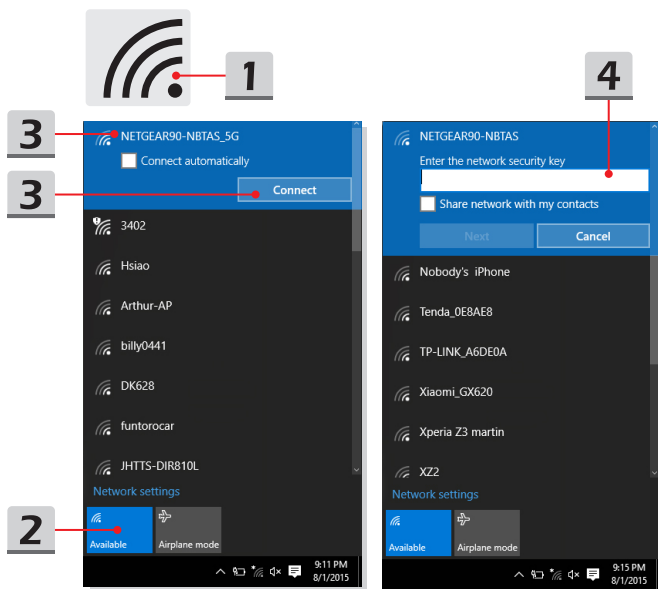 1
3
NETGEAR90-NBTAS_5G
Connect automatically
3
Connect
3402
Hsiao
Arthur-AP
billy0441
DK628
funtorocar
JHTTS-DIR810L
Network settings
2
Available
Airplane mode
9:11 PM
8/1/2015
4
NETGEAR90-NBTAS
Enter the network security key
Share network with my contacts
Next
Cancel
Nobody's iPhone
Tenda_0E8AE8
TP-LINK_A6DE0A
Xiaomi_GX620
Xperia Z3 martin
XZ2
Network settings
Available
Airplane mode
9:15 PM
8/1/2015